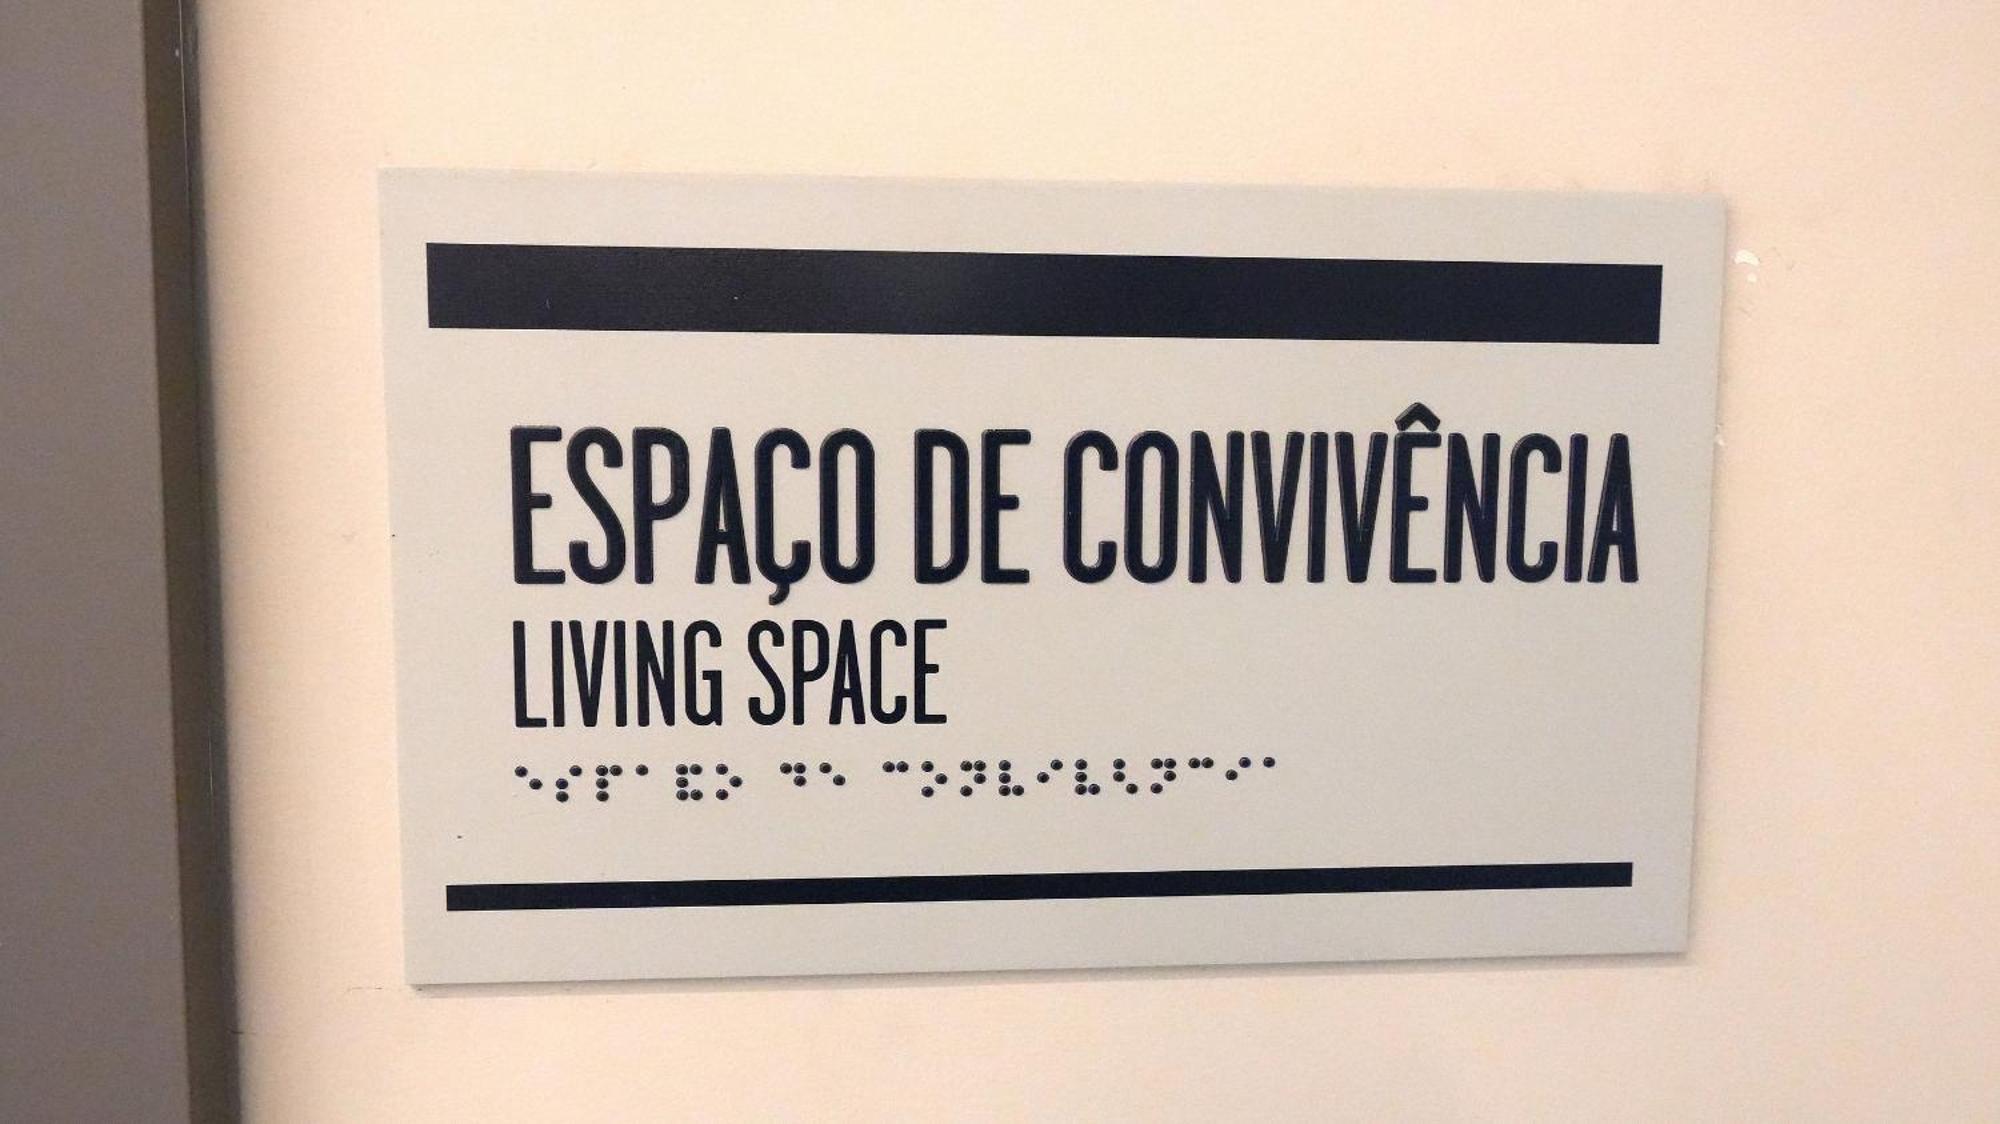 ESPAÇO DE CONVIVÊNCIA
LIVING SPACE
⠑⠎⠏⠁⠯⠕ ⠙⠑ ⠉⠕⠝⠧⠊⠧⠣⠝⠉⠊⠁